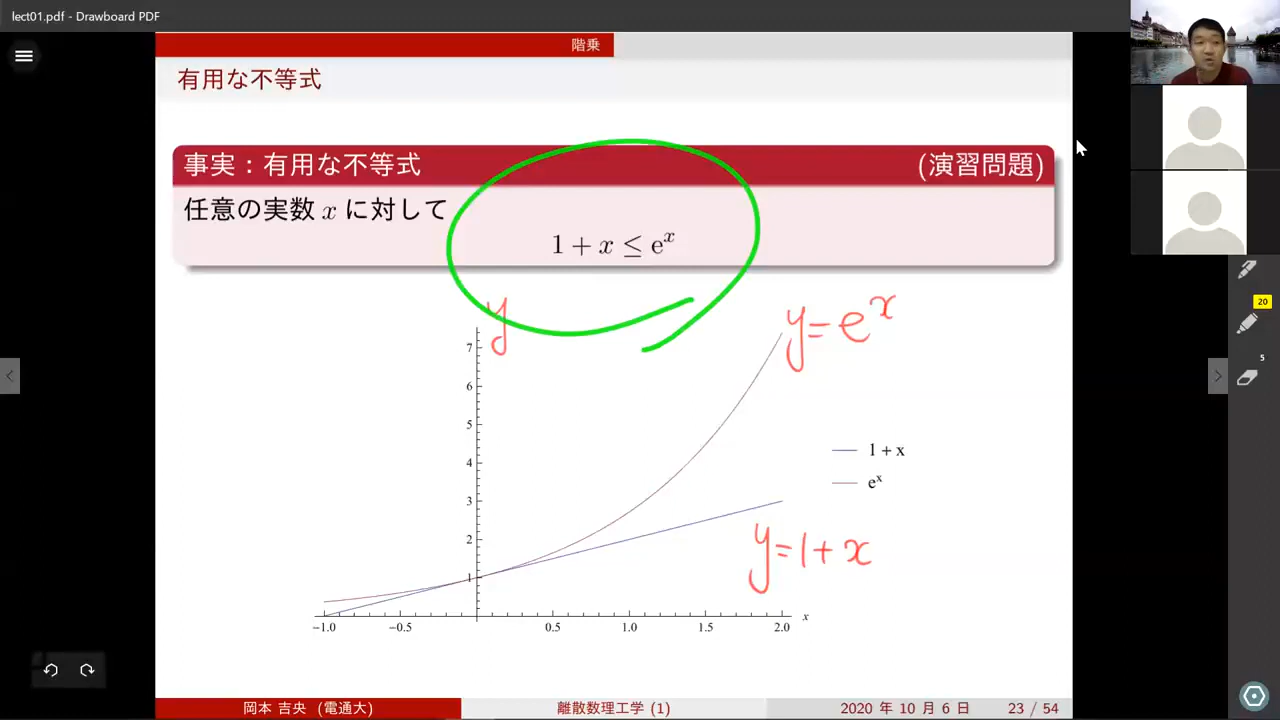 lect01.pdf - Drawboard PDF
階乗
有用な不等式
事実：有用な不等式 (演習問題)
任意の実数 x に対して
1 + x ≤ e^x
y
y=e^x
7
6
5
4
3
2
1
1 + x
e^x
y=1+x
−1.0 −0.5 0.5 1.0 1.5 2.0 x
20
5
岡本 吉央 (電通大) 離散数理工学 (1) 2020 年 10 月 6 日 23 / 54